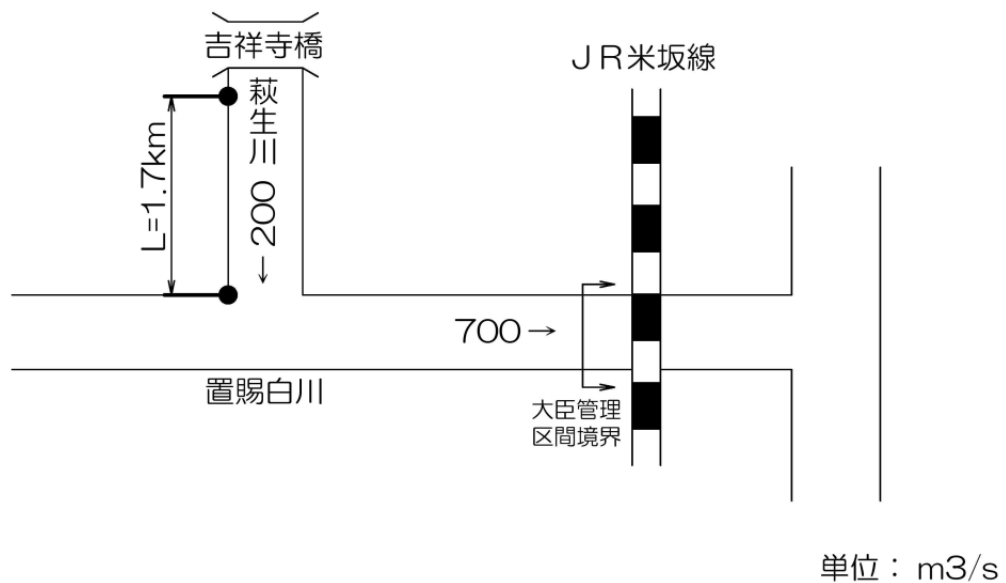 吉祥寺橋
JR米坂線
萩生川
L=1.7km
←200
700→
置賜白川
大臣管理
区間境界
単位：m3/s